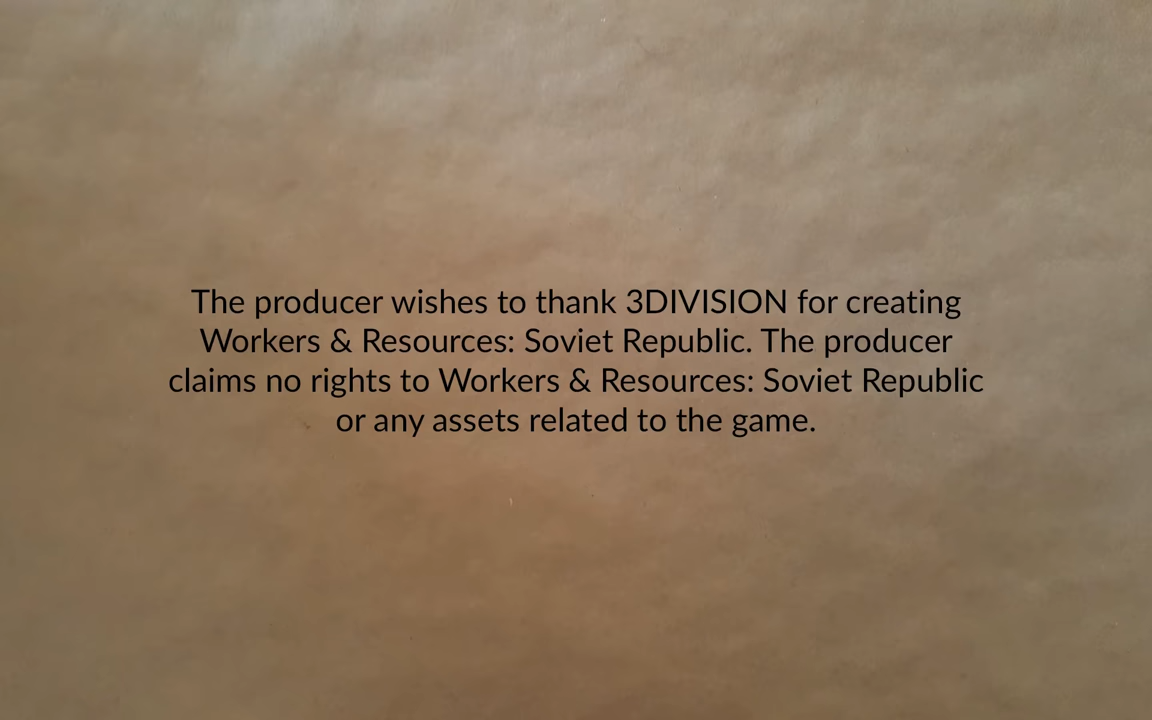 The producer wishes to thank 3DIVISION for creating
Workers & Resources: Soviet Republic. The producer
claims no rights to Workers & Resources: Soviet Republic
or any assets related to the game.